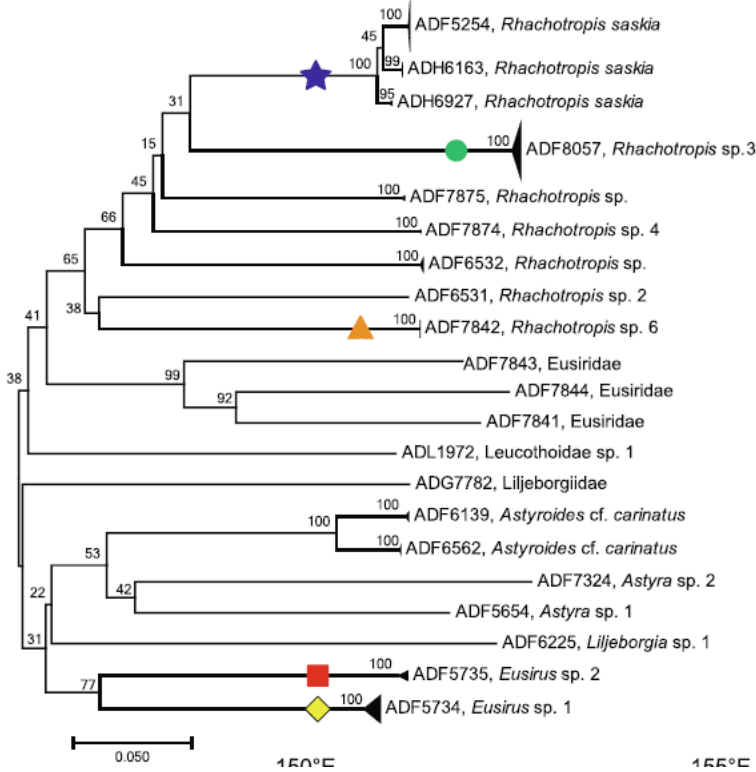 100
ADF5254, Rhachotropis saskia
45
100
99
ADH6163, Rhachotropis saskia
95
ADH6927, Rhachotropis saskia
31
100
ADF8057, Rhachotropis sp.3
15
100
ADF7875, Rhachotropis sp.
45
100
ADF7874, Rhachotropis sp. 4
66
100
ADF6532, Rhachotropis sp.
65
ADF6531, Rhachotropis sp. 2
38
100
ADF7842, Rhachotropis sp. 6
41
ADF7843, Eusiridae
99
ADF7844, Eusiridae
92
ADF7841, Eusiridae
38
ADL1972, Leucothoidae sp. 1
ADG7782, Liljeborgiidae
100
ADF6139, Astyroides cf. carinatus
100
100
ADF6562, Astyroides cf. carinatus
53
ADF7324, Astyra sp. 2
42
ADF5654, Astyra sp. 1
22
ADF6225, Liljeborgia sp. 1
31
100
ADF5735, Eusirus sp. 2
77
100
ADF5734, Eusirus sp. 1
0.050
150°E 155°E